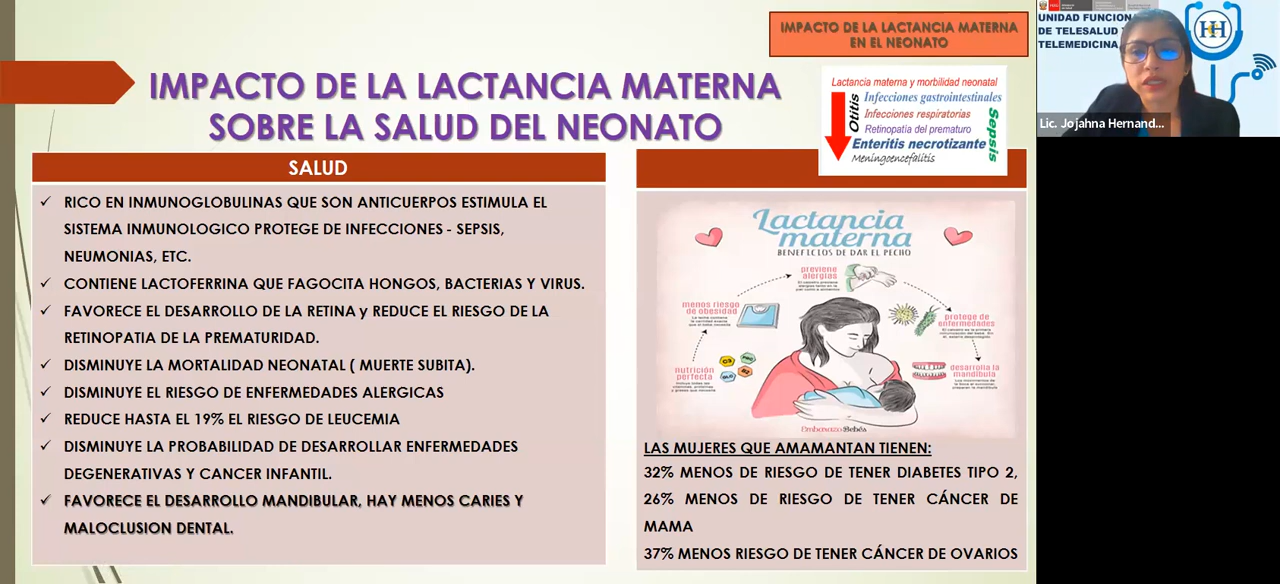 IMPACTO DE LA LACTANCIA MATERNA
EN EL NEONATO
IMPACTO DE LA LACTANCIA MATERNA
SOBRE LA SALUD DEL NEONATO
Lactancia materna y morbilidad neonatal
Otitis
Infecciones gastrointestinales
Infecciones respiratorias
Retinopatia del prematuro
Enteritis necrotizante
Meningoencefalitis
Sepsis
SALUD
✓ RICO EN INMUNOGLOBULINAS QUE SON ANTICUERPOS ESTIMULA EL
SISTEMA INMUNOLOGICO PROTEGE DE INFECCIONES - SEPSIS,
NEUMONIAS, ETC.
✓ CONTIENE LACTOFERRINA QUE FAGOCITA HONGOS, BACTERIAS Y VIRUS.
✓ FAVORECE EL DESARROLLO DE LA RETINA y REDUCE EL RIESGO DE LA
RETINOPATIA DE LA PREMATURIDAD.
✓ DISMINUYE LA MORTALIDAD NEONATAL ( MUERTE SUBITA).
✓ DISMINUYE EL RIESGO DE ENFERMEDADES ALERGICAS
✓ REDUCE HASTA EL 19% EL RIESGO DE LEUCEMIA
✓ DISMINUYE LA PROBABILIDAD DE DESARROLLAR ENFERMEDADES
DEGENERATIVAS Y CANCER INFANTIL.
✓ FAVORECE EL DESARROLLO MANDIBULAR, HAY MENOS CARIES Y
MALOCLUSION DENTAL.
Lactancia
materna
BENEFICIOS DE DAR EL PECHO
previene
alergias
menos riesgo
de obesidad
protege de
enfermedades
nutrición
perfecta
desarrolla la
mandíbula
Embarazo Bebés
LAS MUJERES QUE AMAMANTAN TIENEN:
32% MENOS DE RIESGO DE TENER DIABETES TIPO 2,
26% MENOS DE RIESGO DE TENER CÁNCER DE
MAMA
37% MENOS RIESGO DE TENER CÁNCER DE OVARIOS
UNIDAD FUNCION
DE TELESALUD
TELEMEDICINA
Lic. Jojahna Hernand...